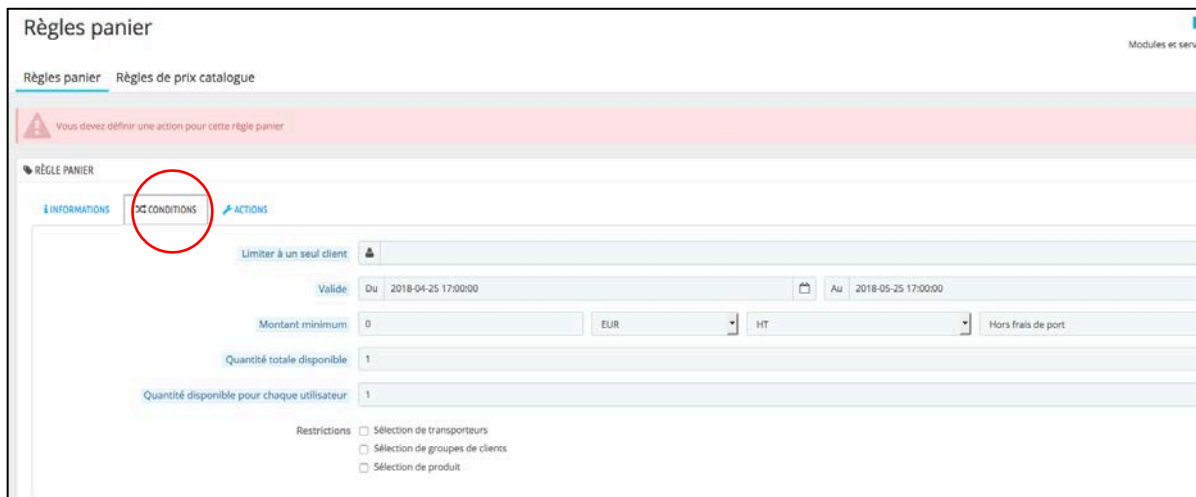 Règles panier
Modules et serv
Règles panier Règles de prix catalogue
Vous devez définir une action pour cette règle panier
RÈGLE PANIER
INFORMATIONS CONDITIONS ACTIONS
Limiter à un seul client
Valide Du 2018-04-25 17:00:00 Au 2018-05-25 17:00:00
Montant minimum 0 EUR HT Hors frais de port
Quantité totale disponible 1
Quantité disponible pour chaque utilisateur 1
Restrictions Sélection de transporteurs
Sélection de groupes de clients
Sélection de produit